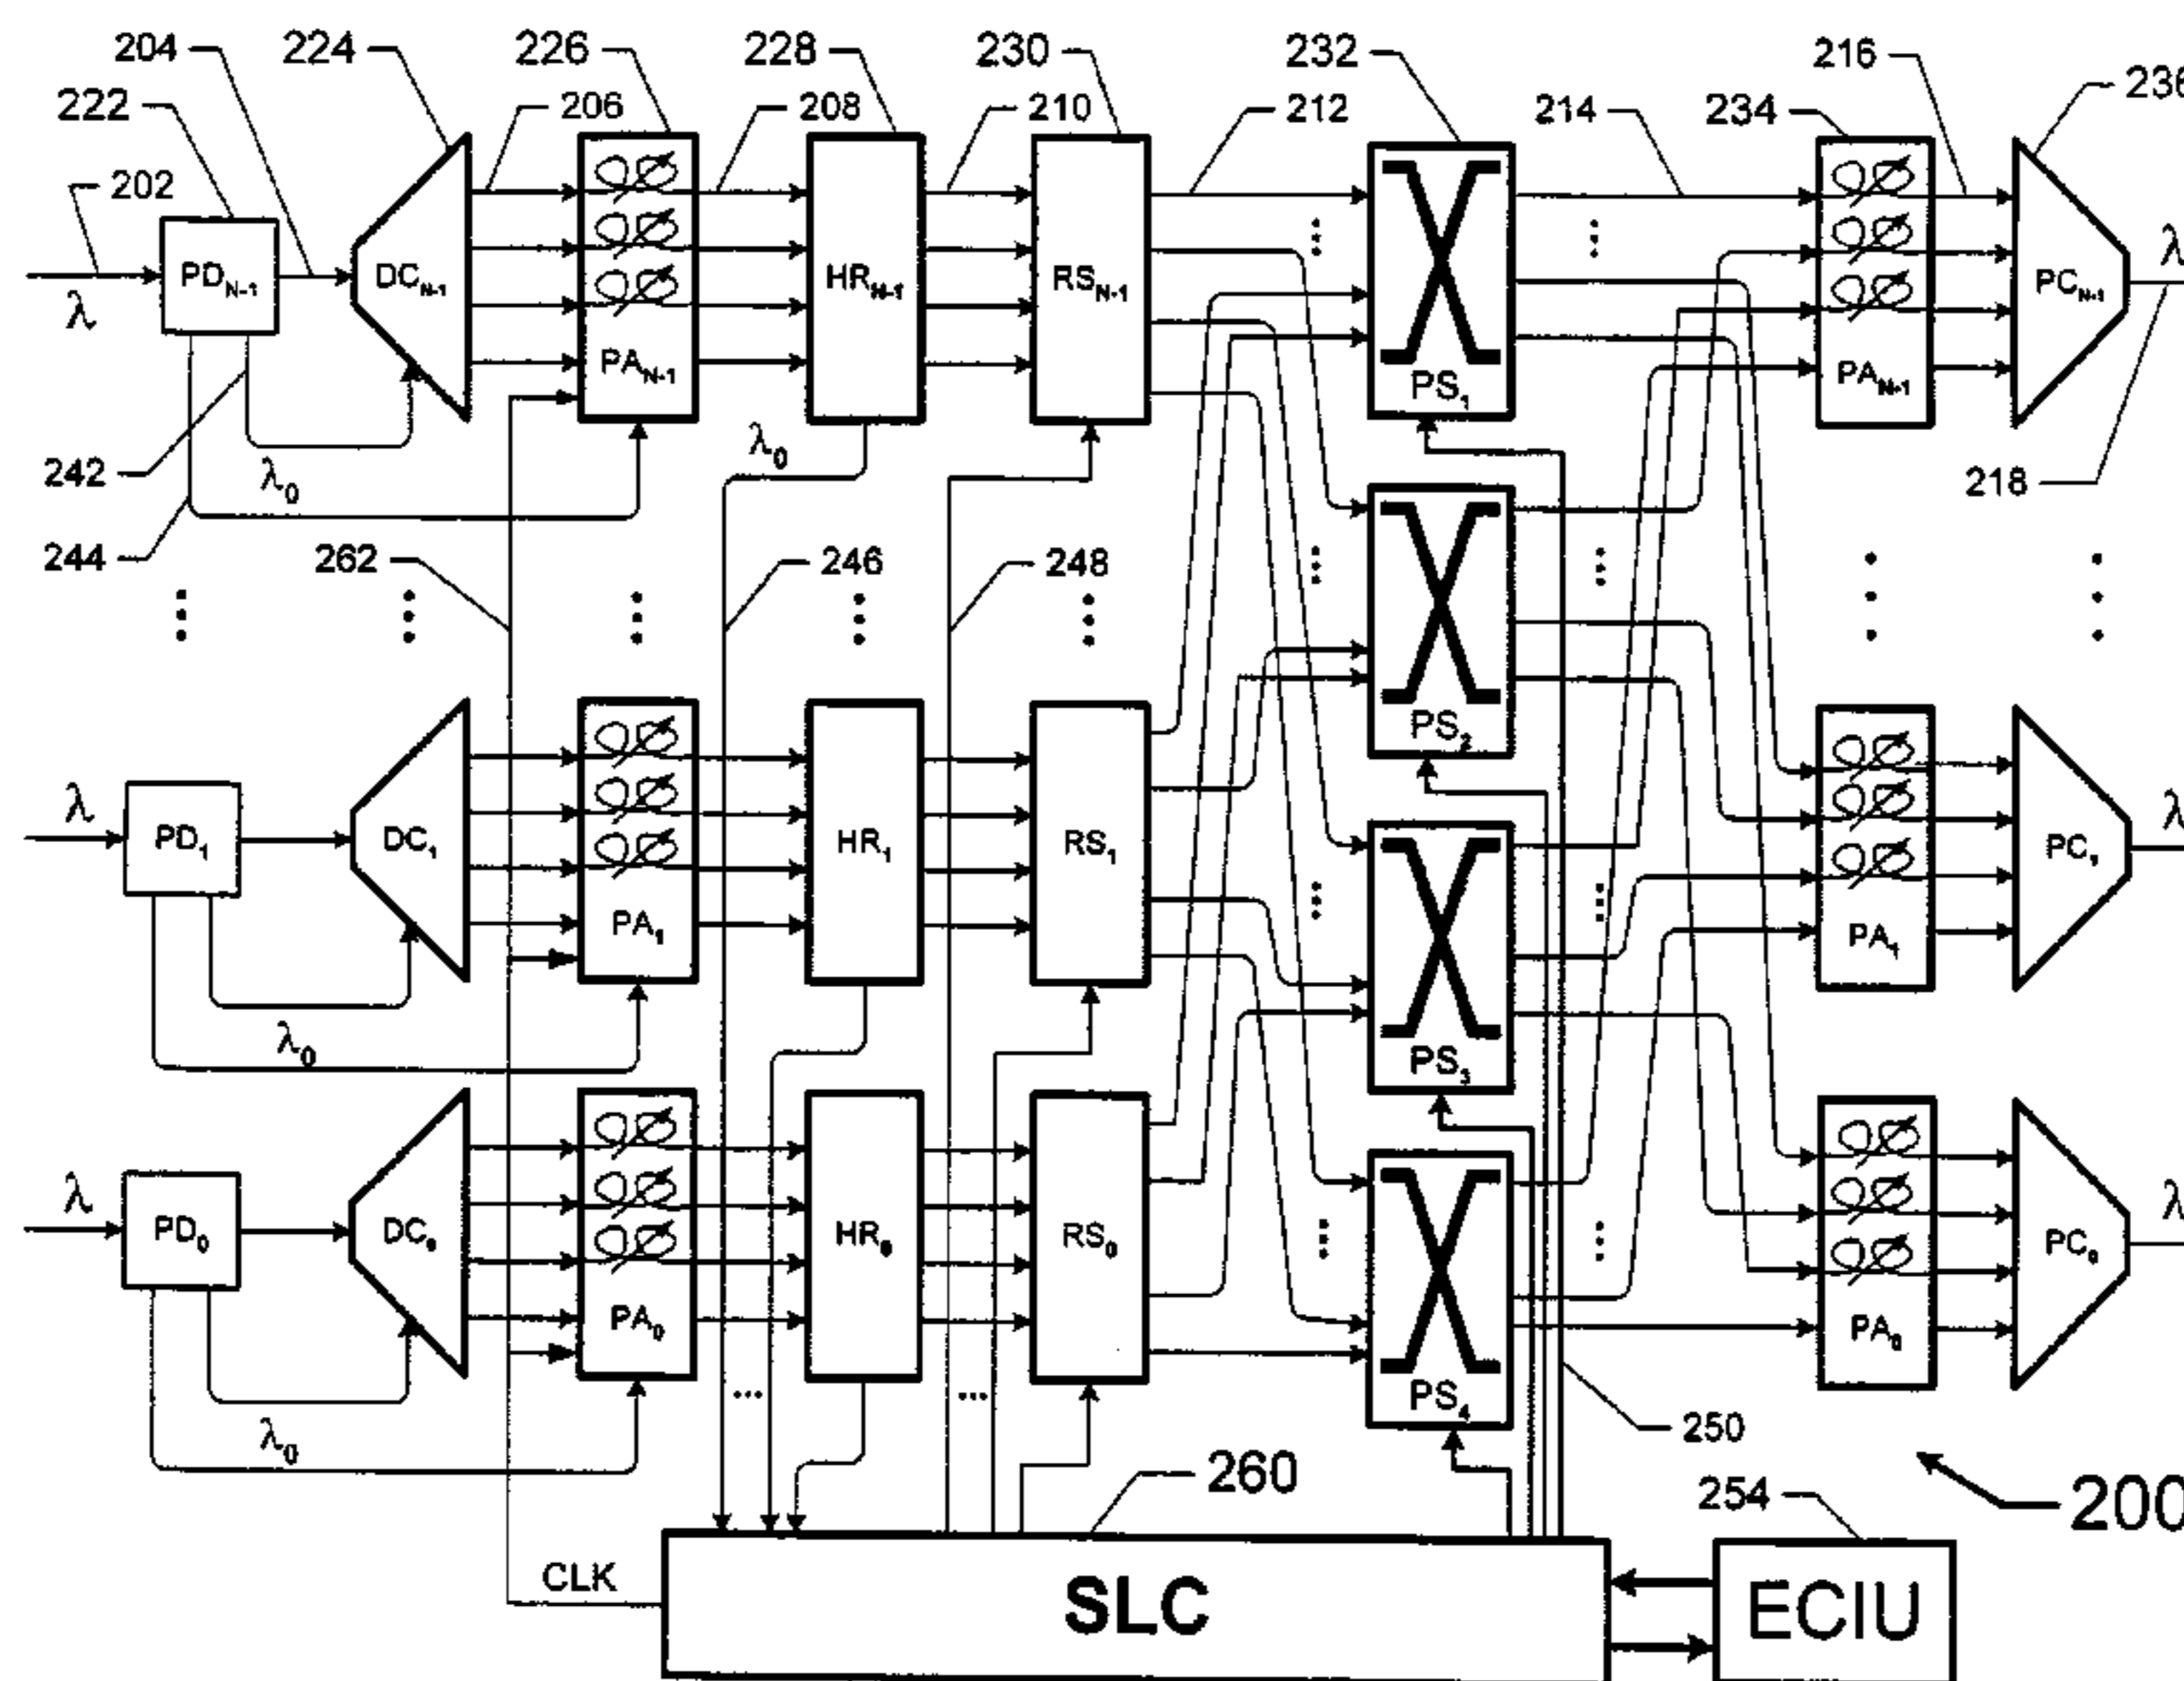 204 224 226 228 230 232 216 236
222 206 208 210 212 214 234
202
λ PD_N-1 DC_N-1 PA_N-1 HR_N-1 RS_N-1 PS_1 PA_N-1 PC_N-1 λ
242 λ_0 λ_0 218
244 262 246 248
PS_2
λ PD_1 DC_1 PA_1 HR_1 RS_1 PS_3 PA_1 PC_1 λ
λ_0
λ PD_0 DC_0 PA_0 HR_0 RS_0 PS_4 PA_0 PC_0 λ
λ_0 ... ... 250
260 254 200
CLK SLC ECIU